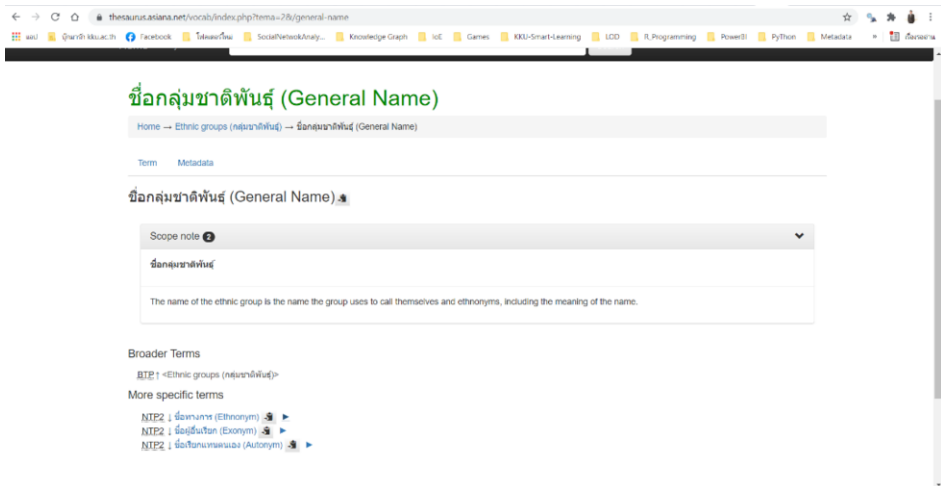 thesaurus.asiana.net/vocab/index.php?tema=2&/general-name
แอป Facebook SocialNetwokAnaly... Knowledge Graph IoE Games KKU-Smart-Learning LOD R_Programming PowerBI Python Metadata »
ชื่อกลุ่มชาติพันธุ์ (General Name)
Home → Ethnic groups (กลุ่มชาติพันธุ์) → ชื่อกลุ่มชาติพันธุ์ (General Name)
Term Metadata
ชื่อกลุ่มชาติพันธุ์ (General Name)
Scope note 2
ชื่อกลุ่มชาติพันธุ์
The name of the ethnic group is the name the group uses to call themselves and ethnonyms, including the meaning of the name.
Broader Terms
BTP ↑ <Ethnic groups (กลุ่มชาติพันธุ์)>
More specific terms
NTP2 ↓ ชื่อทางการ (Ethnonym)
NTP2 ↓ ชื่อผู้อื่นเรียก (Exonym)
NTP2 ↓ ชื่อเรียกแทนตนเอง (Autonym)